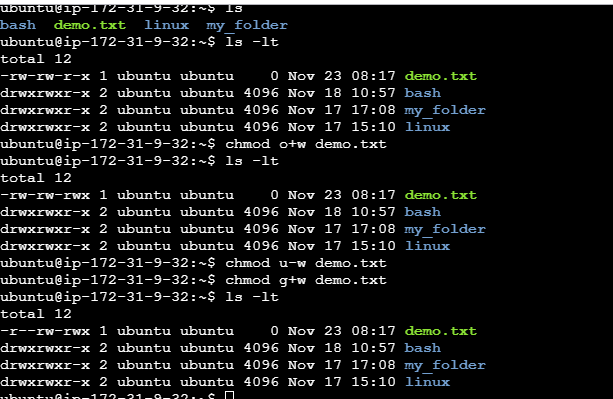 ubuntu@ip-172-31-9-32:~$ ls
bash  demo.txt  linux  my_folder
ubuntu@ip-172-31-9-32:~$ ls -lt
total 12
-rw-rw-r-x 1 ubuntu ubuntu    0 Nov 23 08:17 demo.txt
drwxrwxr-x 2 ubuntu ubuntu 4096 Nov 18 10:57 bash
drwxrwxr-x 2 ubuntu ubuntu 4096 Nov 17 17:08 my_folder
drwxrwxr-x 2 ubuntu ubuntu 4096 Nov 17 15:10 linux
ubuntu@ip-172-31-9-32:~$ chmod o+w demo.txt
ubuntu@ip-172-31-9-32:~$ ls -lt
total 12
-rw-rw-rwx 1 ubuntu ubuntu    0 Nov 23 08:17 demo.txt
drwxrwxr-x 2 ubuntu ubuntu 4096 Nov 18 10:57 bash
drwxrwxr-x 2 ubuntu ubuntu 4096 Nov 17 17:08 my_folder
drwxrwxr-x 2 ubuntu ubuntu 4096 Nov 17 15:10 linux
ubuntu@ip-172-31-9-32:~$ chmod u-w demo.txt
ubuntu@ip-172-31-9-32:~$ chmod g+w demo.txt
ubuntu@ip-172-31-9-32:~$ ls -lt
total 12
-r--rw-rwx 1 ubuntu ubuntu    0 Nov 23 08:17 demo.txt
drwxrwxr-x 2 ubuntu ubuntu 4096 Nov 18 10:57 bash
drwxrwxr-x 2 ubuntu ubuntu 4096 Nov 17 17:08 my_folder
drwxrwxr-x 2 ubuntu ubuntu 4096 Nov 17 15:10 linux
ubuntu@ip-172-31-9-32:~$